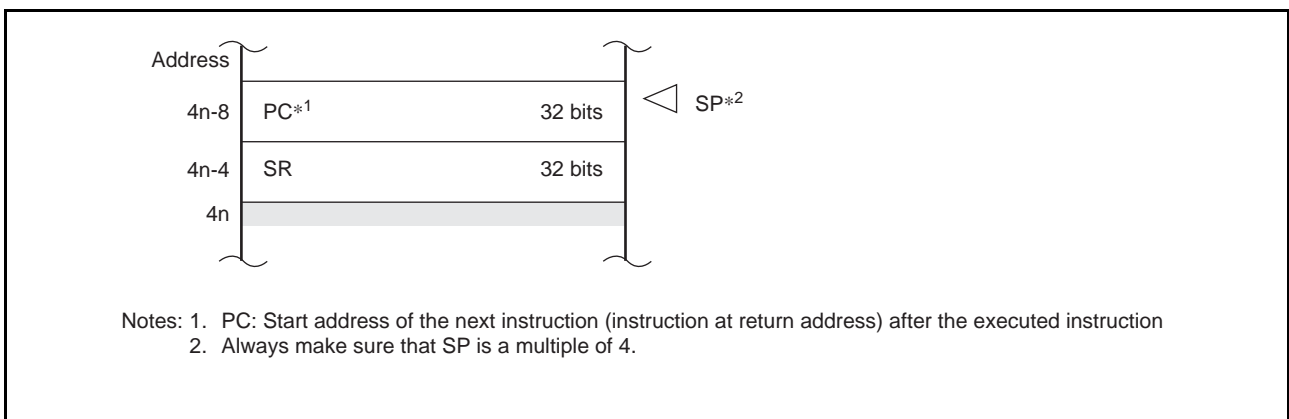 Address
4n-8 PC*1 32 bits SP*2
4n-4 SR 32 bits
4n
Notes: 1. PC: Start address of the next instruction (instruction at return address) after the executed instruction
2. Always make sure that SP is a multiple of 4.